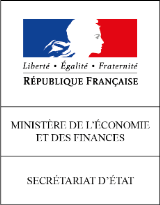 Liberté • Égalité • Fraternité
RÉPUBLIQUE FRANÇAISE
MINISTÈRE DE L'ÉCONOMIE
ET DES FINANCES
SECRÉTARIAT D'ÉTAT